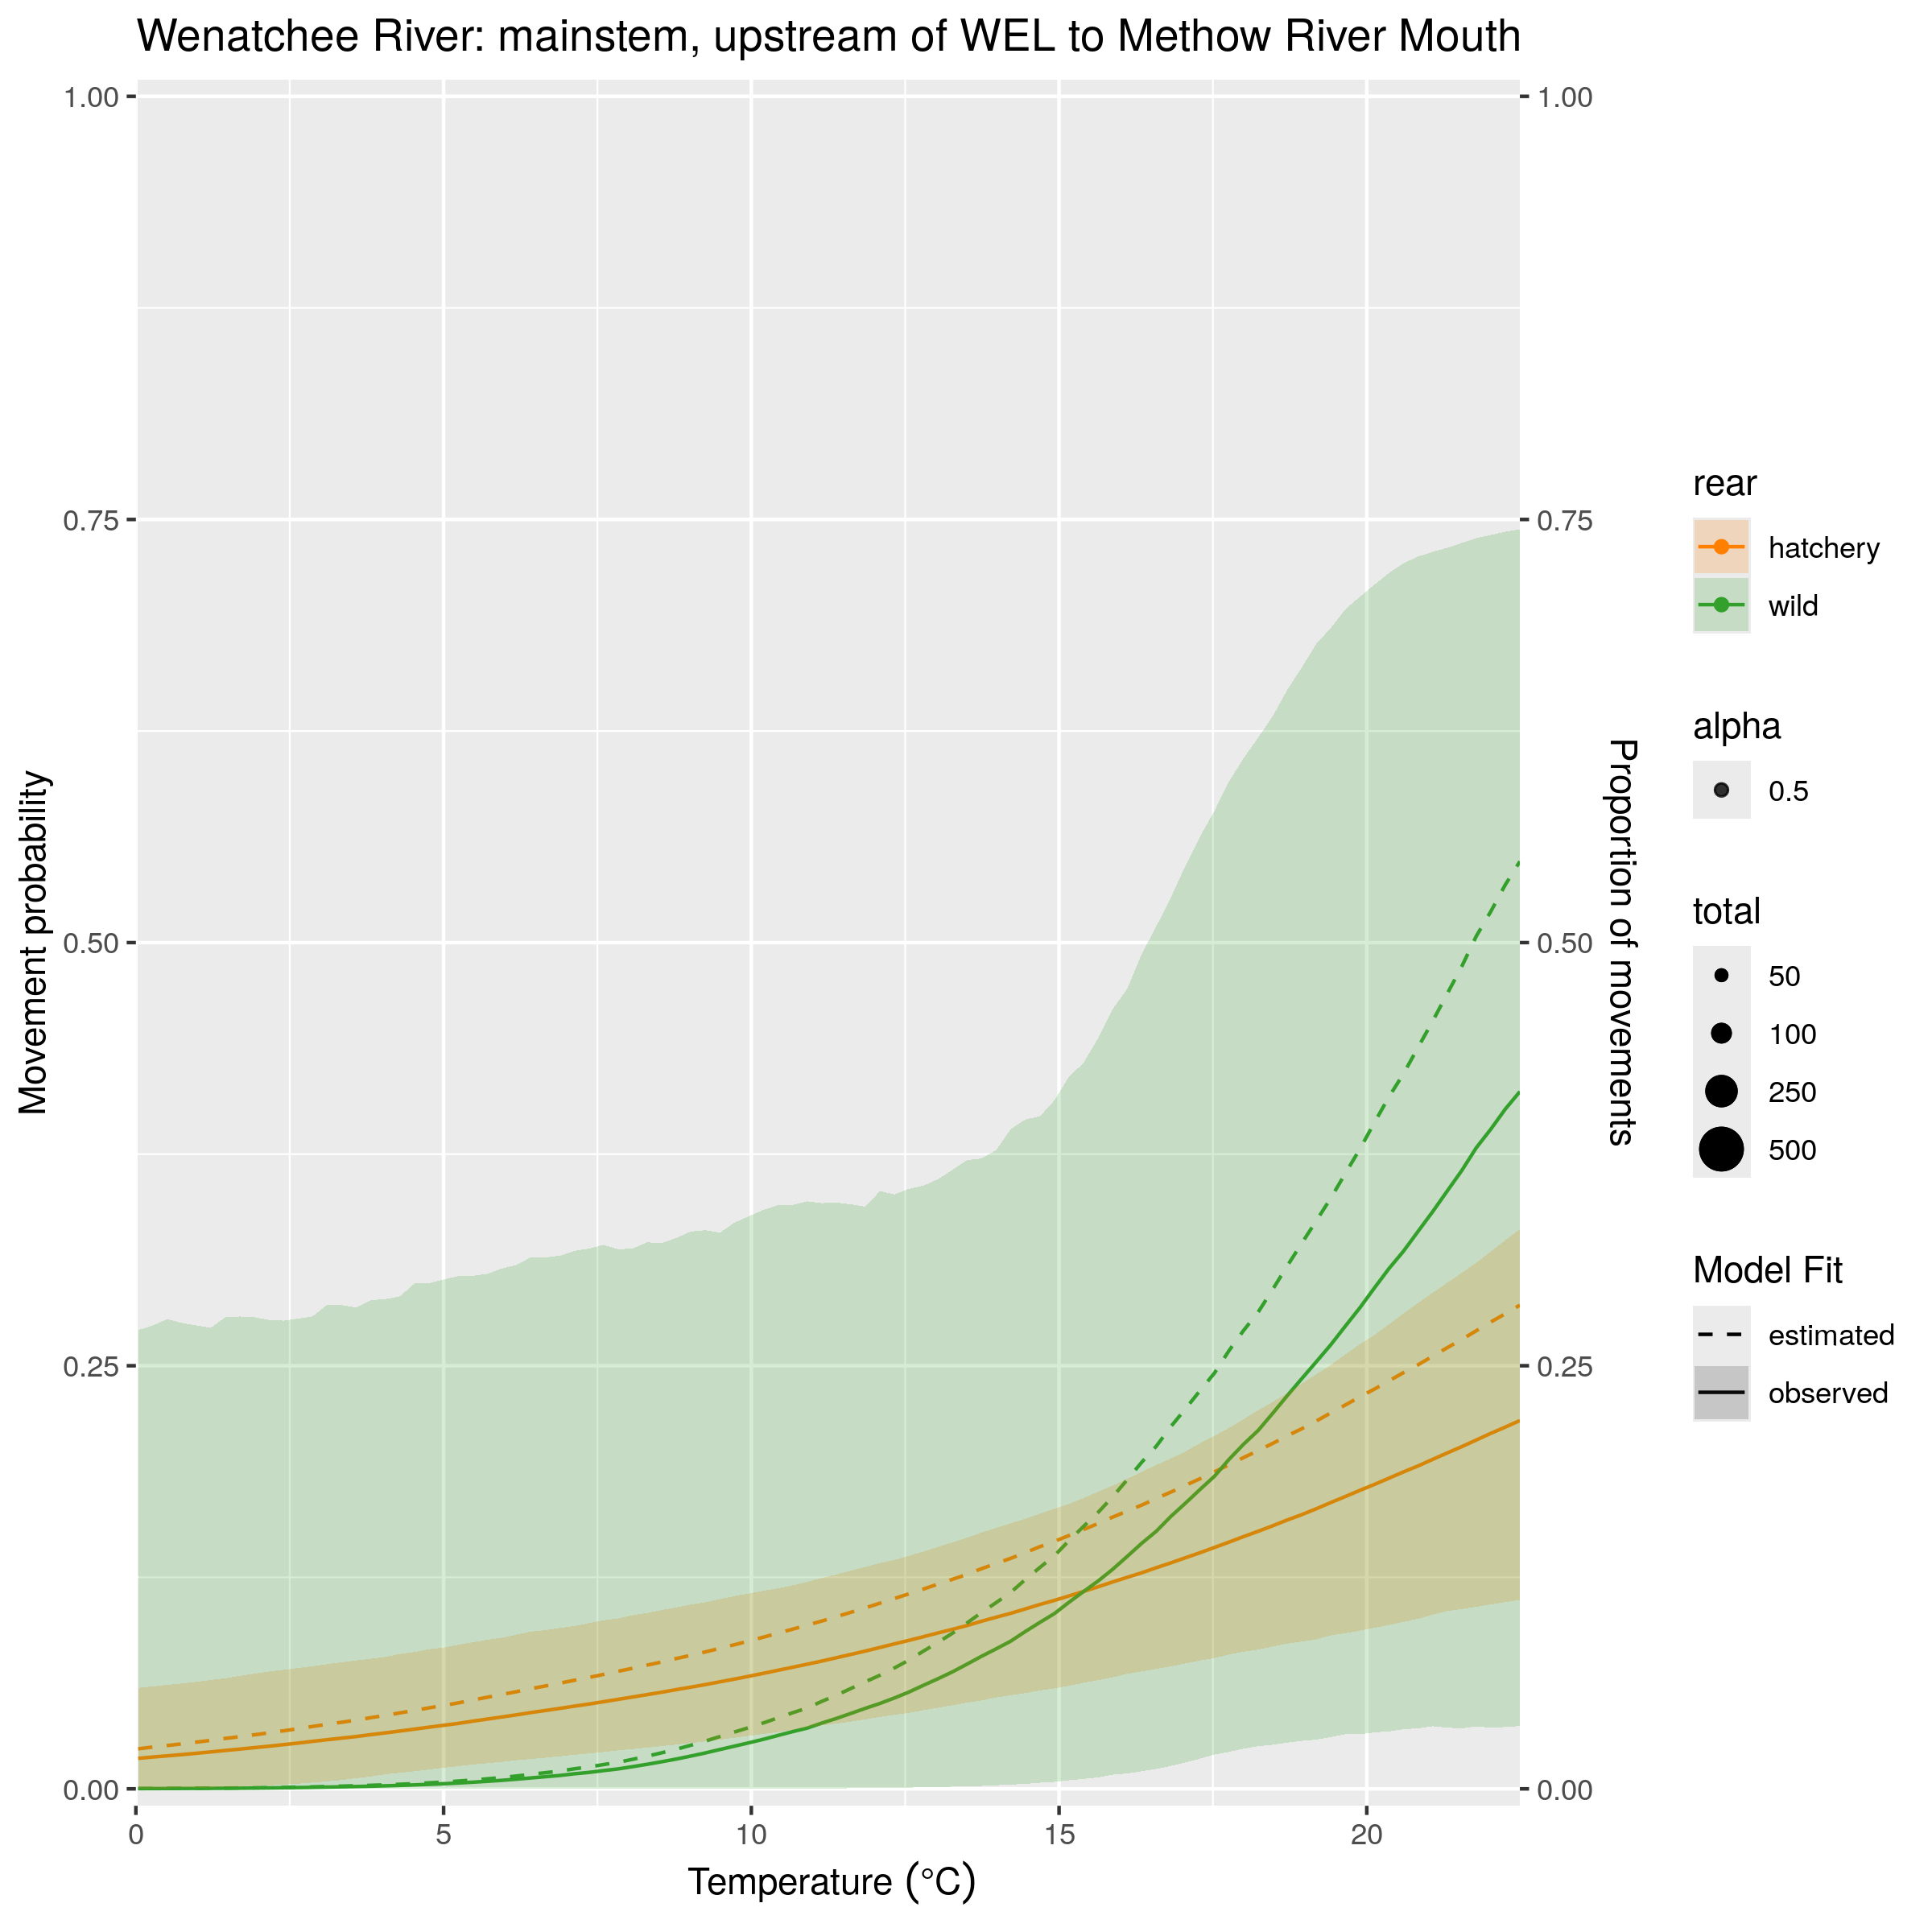 Wenatchee River: mainstem, upstream of WEL to Methow River Mouth
1.00
0.75
0.50
0.25
0.00
Movement probability
0
5
10
15
20
Temperature (°C)
1.00
0.75
0.50
0.25
0.00
Proportion of movements
rear
hatchery
wild
alpha
0.5
total
50
100
250
500
Model Fit
estimated
observed